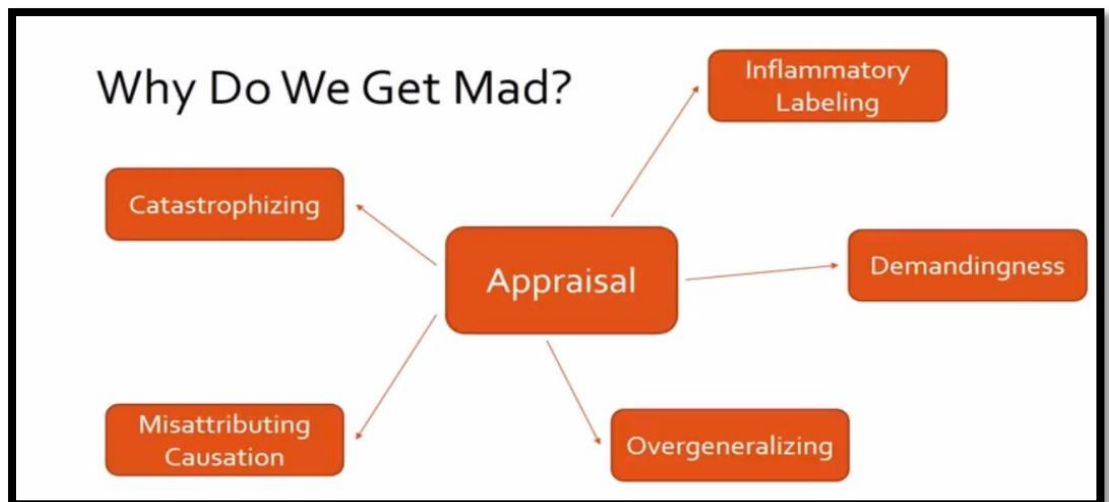 Why Do We Get Mad?
Inflammatory
Labeling
Catastrophizing
Appraisal
Demandingness
Misattributing
Causation
Overgeneralizing